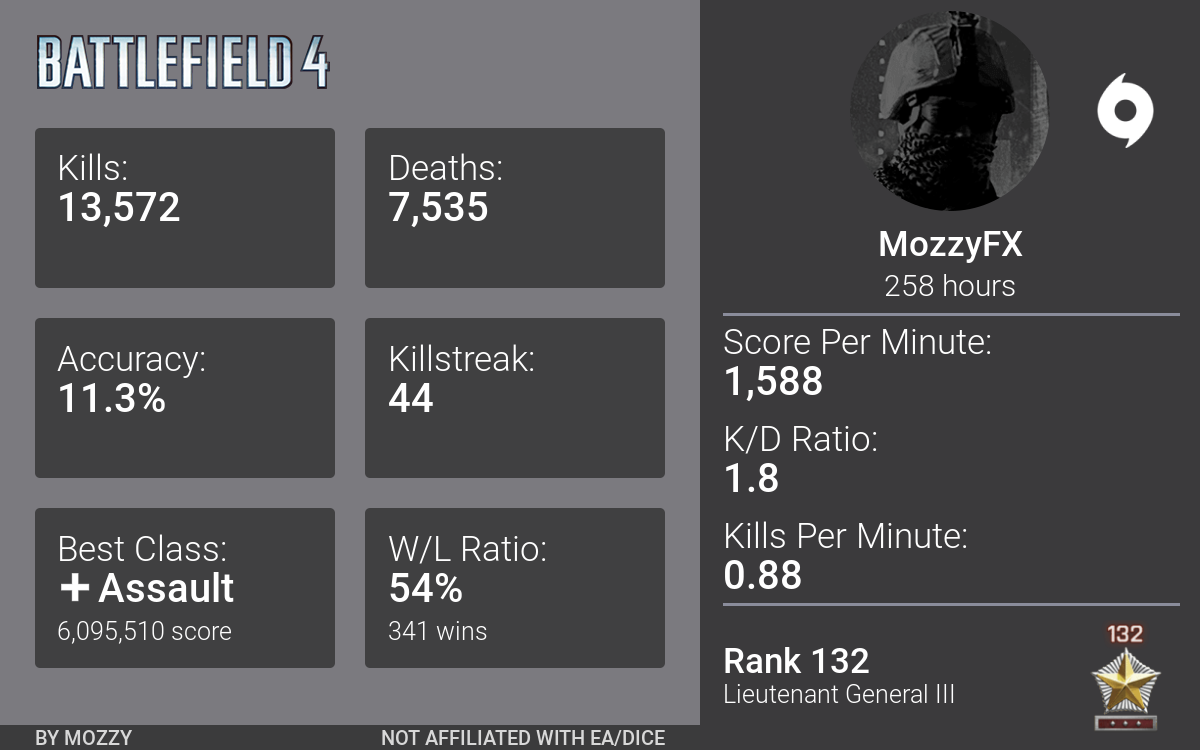 BATTLEFIELD 4
Kills:
13,572
Deaths:
7,535
Accuracy:
11.3%
Killstreak:
44
Best Class:
Assault
6,095,510 score
W/L Ratio:
54%
341 wins
BY MOZZY
NOT AFFILIATED WITH EA/DICE
MozzyFX
258 hours
Score Per Minute:
1,588
K/D Ratio:
1.8
Kills Per Minute:
0.88
Rank 132
Lieutenant General III
132